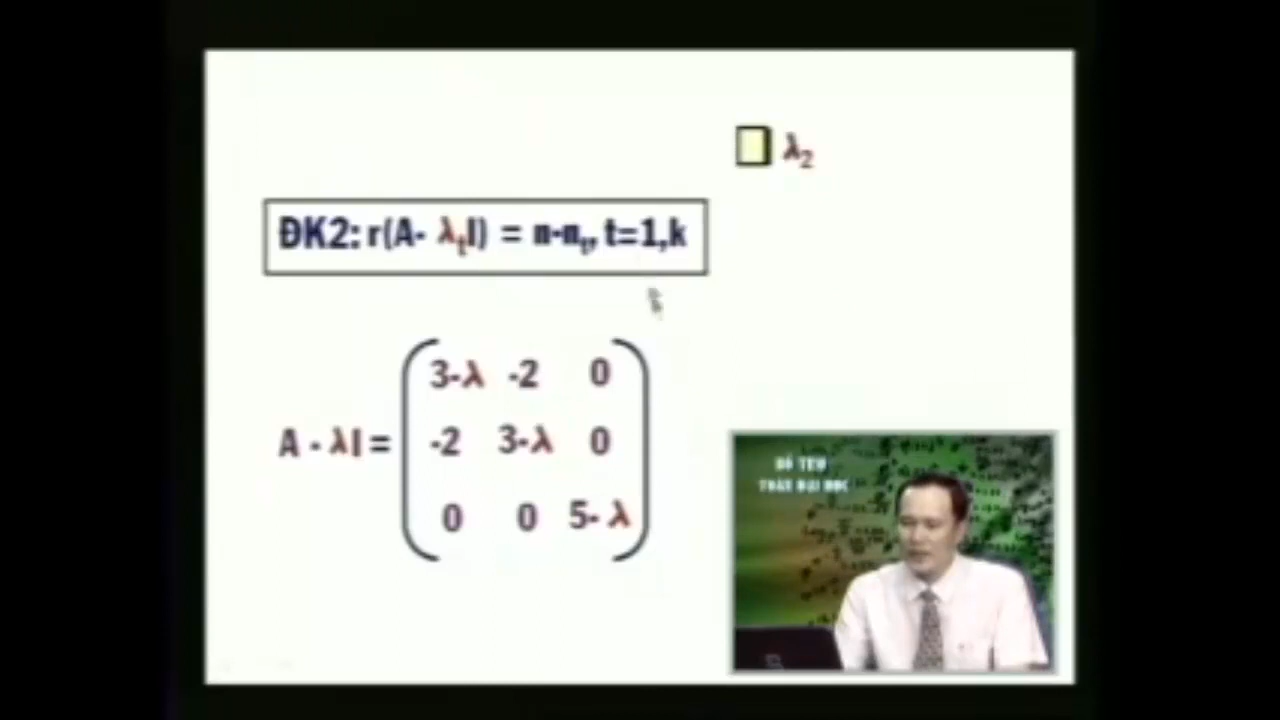 λ₂
ĐK2: r(A- λₜI) = n-nₜ, t=1,k
3-λ -2 0
A - λI = -2 3-λ 0
0 0 5- λ